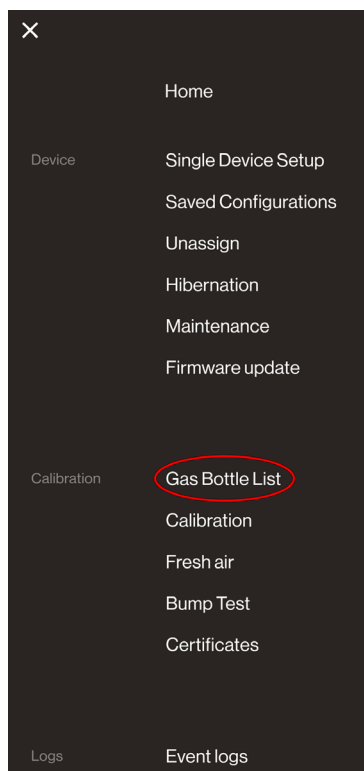 Home
Device Single Device Setup
Saved Configurations
Unassign
Hibernation
Maintenance
Firmware update
Calibration Gas Bottle List
Calibration
Fresh air
Bump Test
Certificates
Logs Event logs